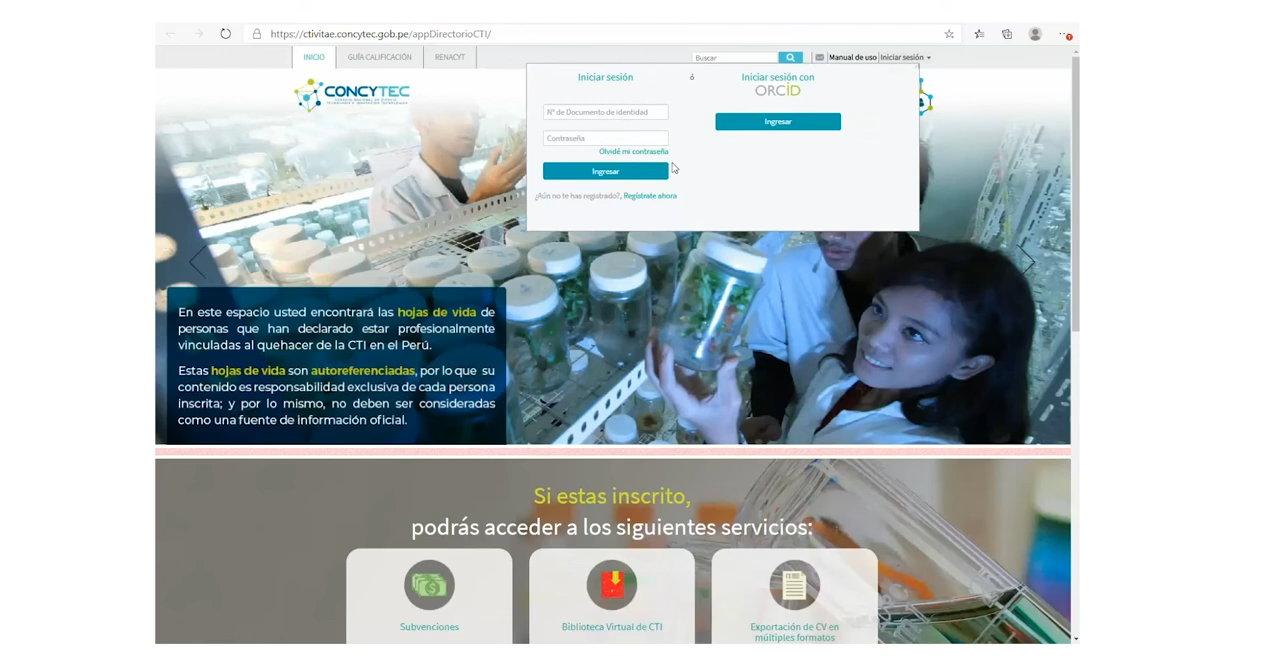 https://ctivitae.concytec.gob.pe/appDirectorioCTI/
INICIO
GUÍA CALIFICACIÓN
RENACYT
Buscar
Manual de uso
Iniciar sesión
CONCYTEC
Iniciar sesión
ó
Iniciar sesión con
ORCID
Nº de Documento de identidad
Ingresar
Contraseña
Olvidé mi contraseña
Ingresar
¿Aún no te has registrado?, Regístrate ahora
En este espacio usted encontrará las hojas de vida de
personas que han declarado estar profesionalmente
vinculadas al quehacer de la CTI en el Perú.
Estas hojas de vida son autoreferenciadas, por lo que su
contenido es responsabilidad exclusiva de cada persona
inscrita; y por lo mismo, no deben ser consideradas
como una fuente de información oficial.
Si estas inscrito,
podrás acceder a los siguientes servicios:
Subvenciones
Biblioteca Virtual de CTI
Exportación de CV en
múltiples formatos